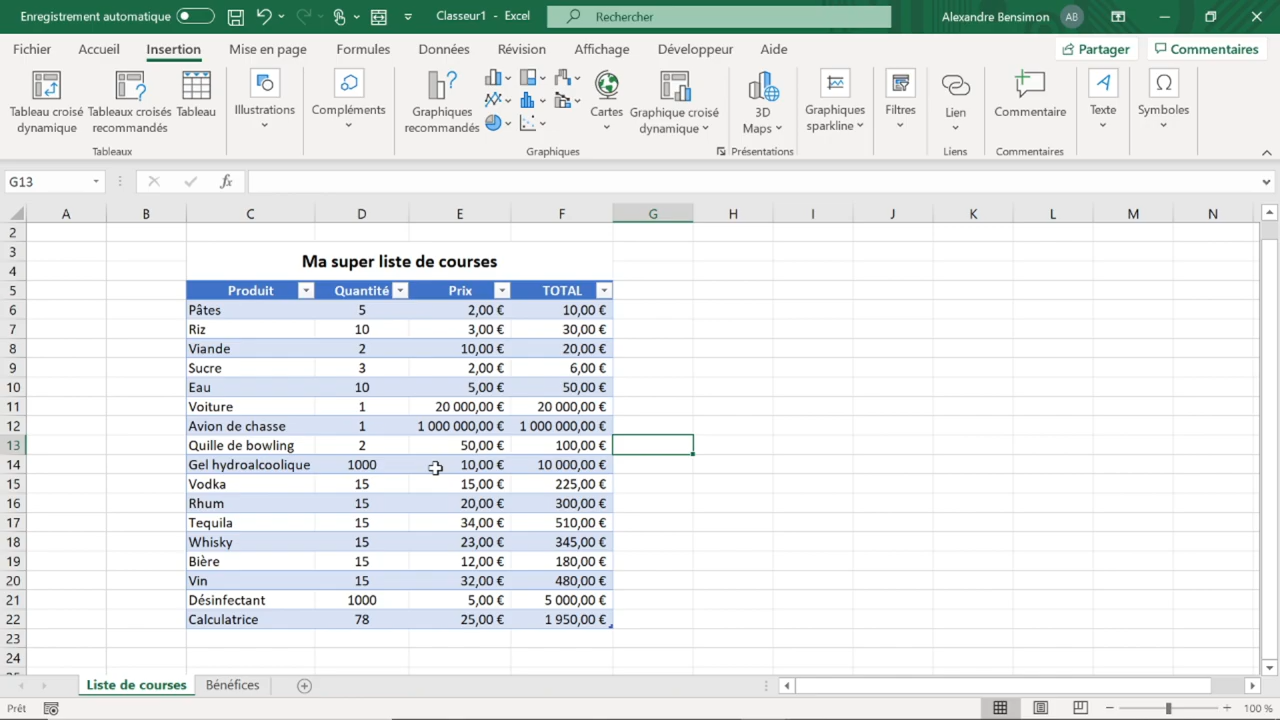 Enregistrement automatique
Classeur1 - Excel
Rechercher
Alexandre Bensimon
AB
Fichier Accueil Insertion Mise en page Formules Données Révision Affichage Développeur Aide
Partager
Commentaires
Tableau croisé dynamique
Tableaux croisés recommandés
Tableau
Illustrations
Compléments
Graphiques recommandés
Cartes
Graphique croisé dynamique
3D Maps
Graphiques sparkline
Filtres
Lien
Commentaire
Texte
Symboles
Tableaux Graphiques Présentations Liens Commentaires
G13
fx
A B C D E F G H I J K L M N
2
3
Ma super liste de courses
4
5 Produit Quantité Prix TOTAL
6 Pâtes 5 2,00 € 10,00 €
7 Riz 10 3,00 € 30,00 €
8 Viande 2 10,00 € 20,00 €
9 Sucre 3 2,00 € 6,00 €
10 Eau 10 5,00 € 50,00 €
11 Voiture 1 20 000,00 € 20 000,00 €
12 Avion de chasse 1 1 000 000,00 € 1 000 000,00 €
13 Quille de bowling 2 50,00 € 100,00 €
14 Gel hydroalcoolique 1000 10,00 € 10 000,00 €
15 Vodka 15 15,00 € 225,00 €
16 Rhum 15 20,00 € 300,00 €
17 Tequila 15 34,00 € 510,00 €
18 Whisky 15 23,00 € 345,00 €
19 Bière 15 12,00 € 180,00 €
20 Vin 15 32,00 € 480,00 €
21 Désinfectant 1000 5,00 € 5 000,00 €
22 Calculatrice 78 25,00 € 1 950,00 €
23
24
Liste de courses Bénéfices
Prêt
100 %